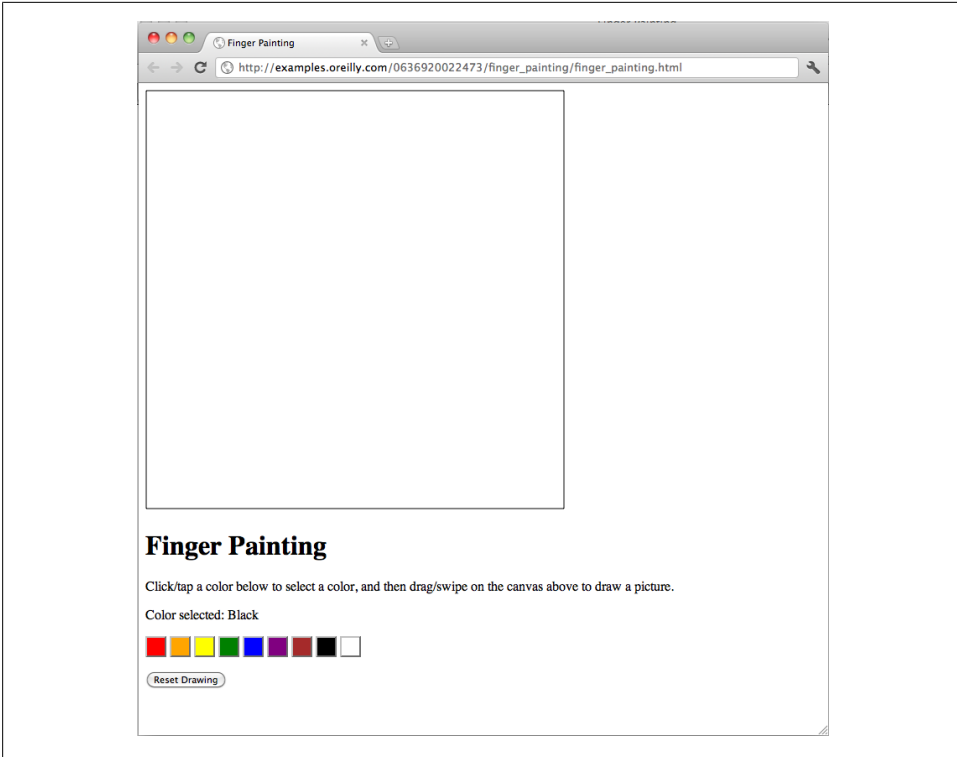 Finger Painting
http://examples.oreilly.com/0636920022473/finger_painting/finger_painting.html
Finger Painting
Click/tap a color below to select a color, and then drag/swipe on the canvas above to draw a picture.
Color selected: Black
Reset Drawing